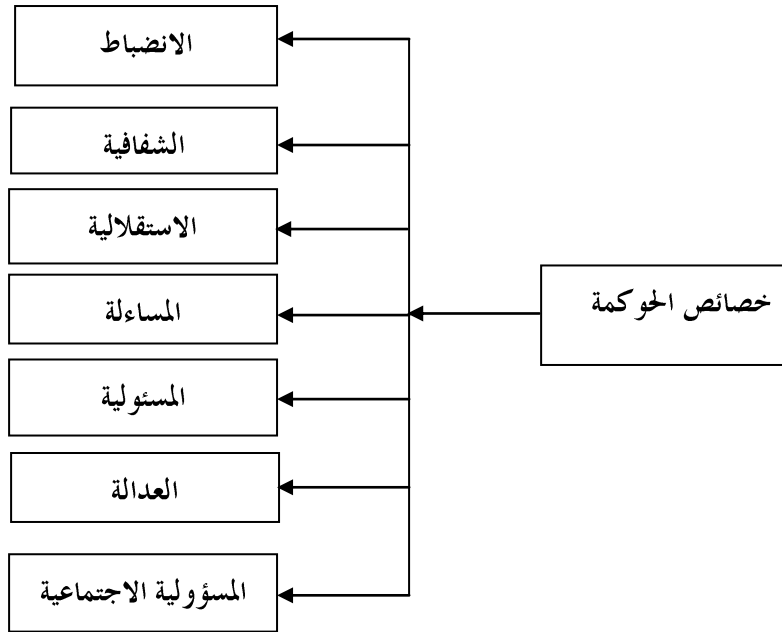 خصائص الحوكمة
الانضباط
الشفافية
الاستقلالية
المساءلة
المسئولية
العدالة
المسؤولية الاجتماعية